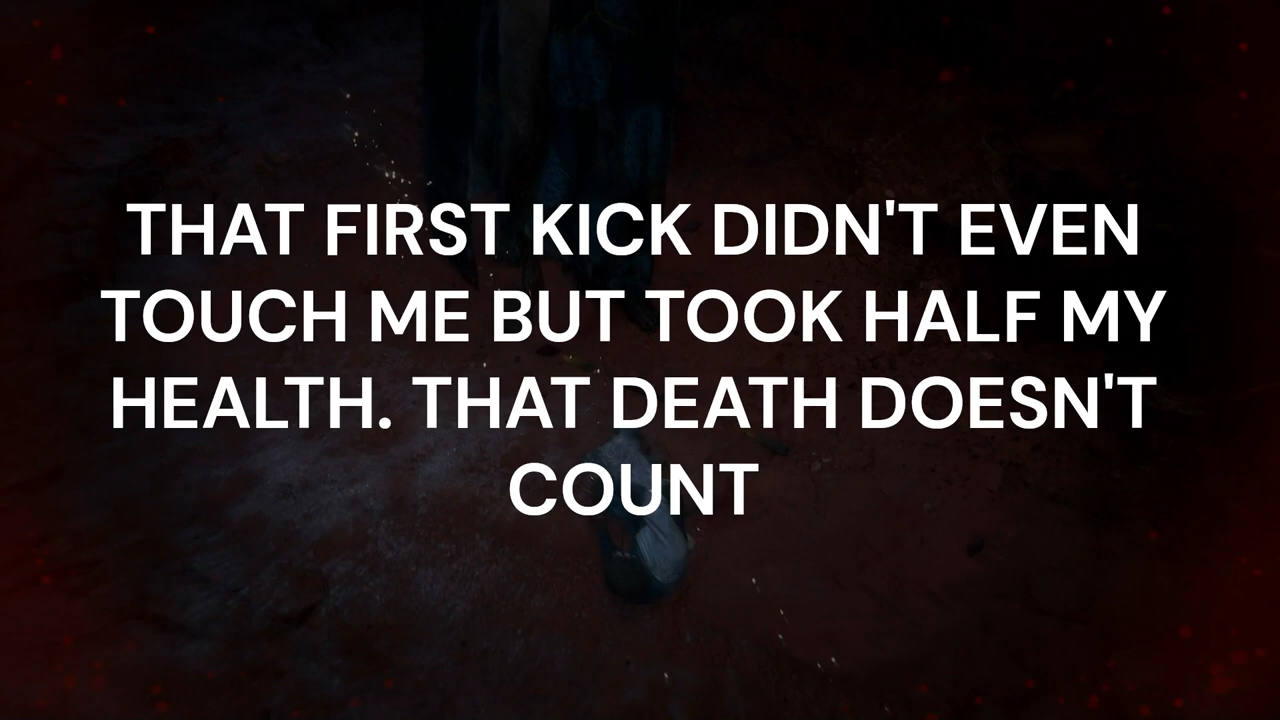 THAT FIRST KICK DIDN'T EVEN
TOUCH ME BUT TOOK HALF MY
HEALTH. THAT DEATH DOESN'T
COUNT